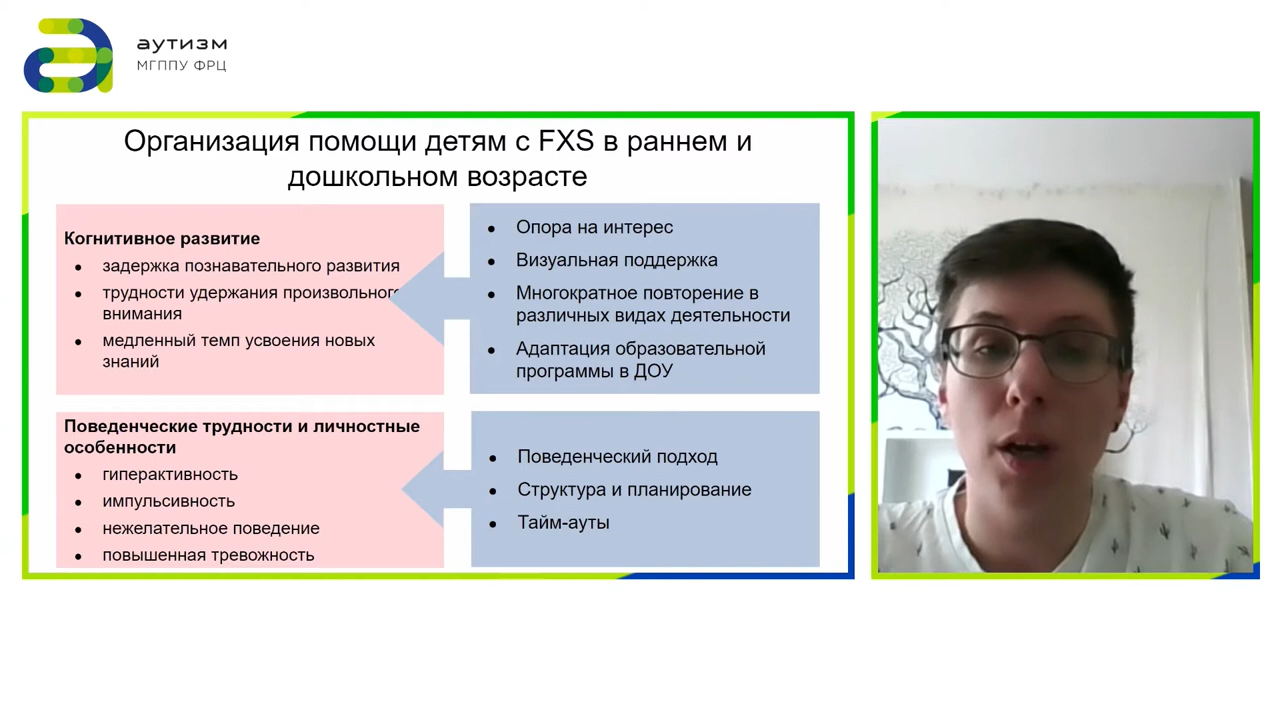 аутизм
МГППУ ФРЦ
Организация помощи детям с FXS в раннем и
дошкольном возрасте
Когнитивное развитие
● задержка познавательного развития
● трудности удержания произвольного
внимания
● медленный темп усвоения новых
знаний
● Опора на интерес
● Визуальная поддержка
● Многократное повторение в
различных видах деятельности
● Адаптация образовательной
программы в ДОУ
Поведенческие трудности и личностные
особенности
● гиперактивность
● импульсивность
● нежелательное поведение
● повышенная тревожность
● Поведенческий подход
● Структура и планирование
● Тайм-ауты